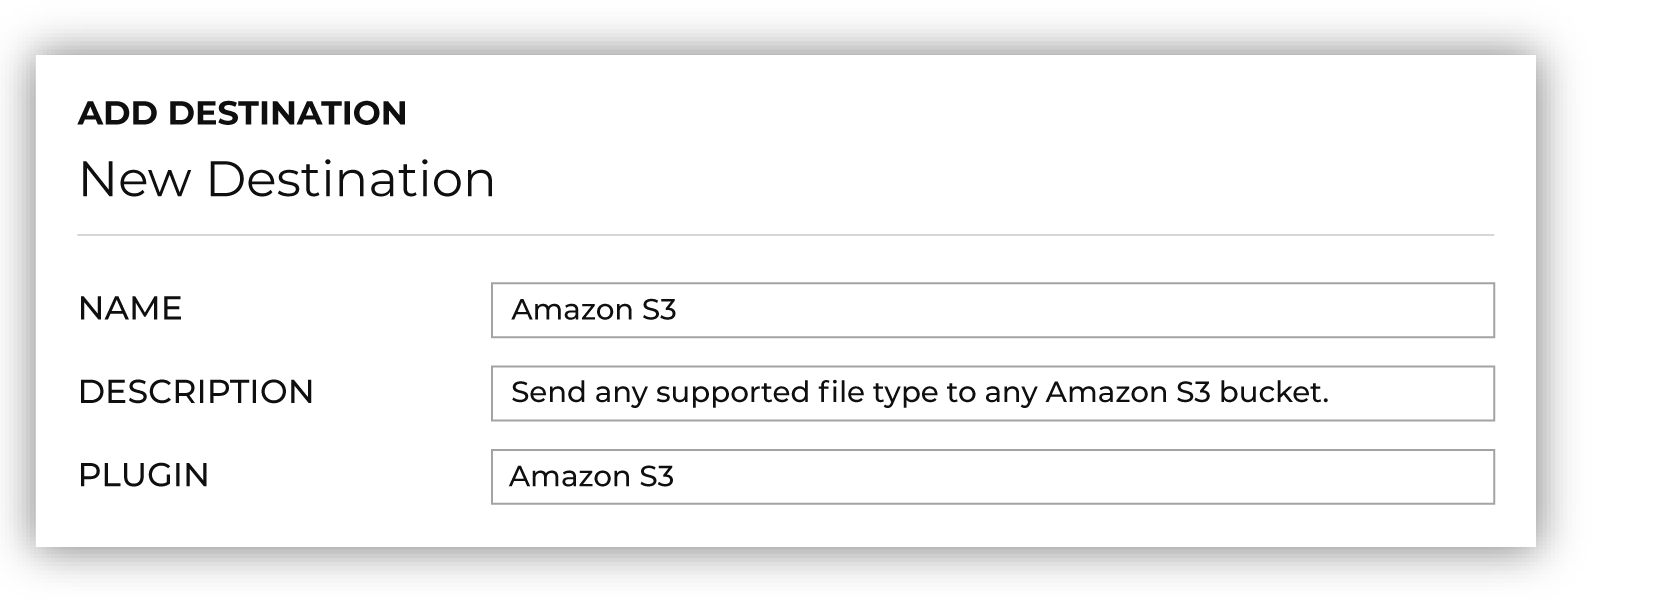 ADD DESTINATION
New Destination
NAME Amazon S3
DESCRIPTION Send any supported file type to any Amazon S3 bucket.
PLUGIN Amazon S3